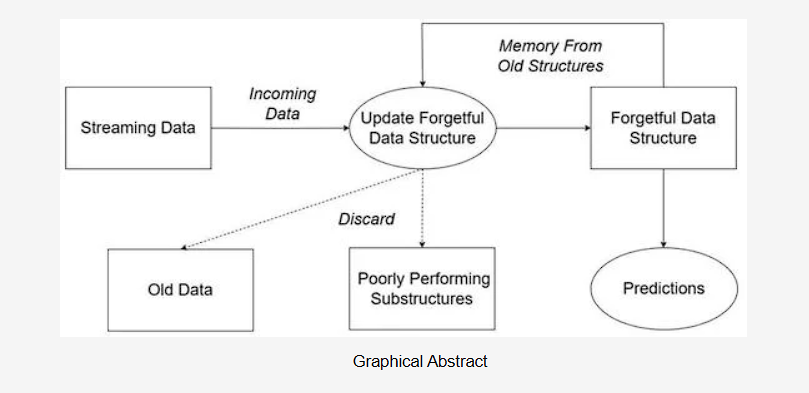 Memory From
Old Structures
Incoming
Data
Streaming Data
Update Forgetful
Data Structure
Forgetful Data
Structure
Discard
Old Data
Poorly Performing
Substructures
Predictions
Graphical Abstract